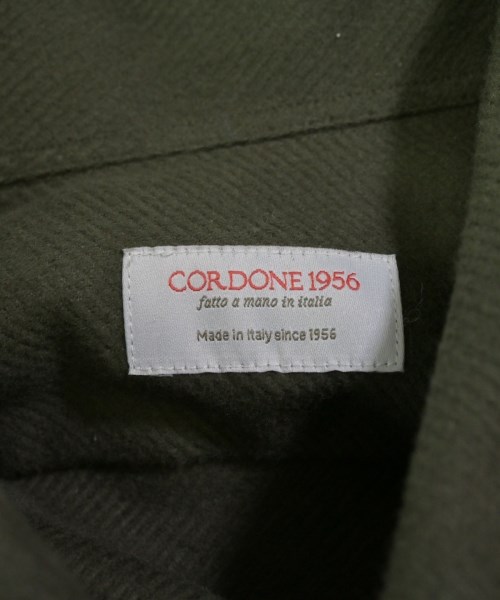 CORDONE 1956
fatto a mano in italia
Made in Italy since 1956